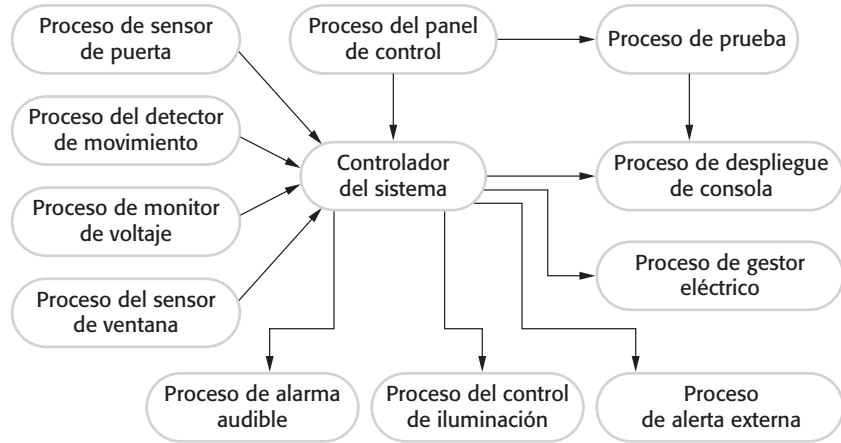 Proceso de sensor
de puerta
Proceso del panel
de control
Proceso de prueba
Proceso del detector
de movimiento
Controlador
del sistema
Proceso de despliegue
de consola
Proceso de monitor
de voltaje
Proceso de gestor
eléctrico
Proceso del sensor
de ventana
Proceso de alarma
audible
Proceso del control
de iluminación
Proceso
de alerta externa